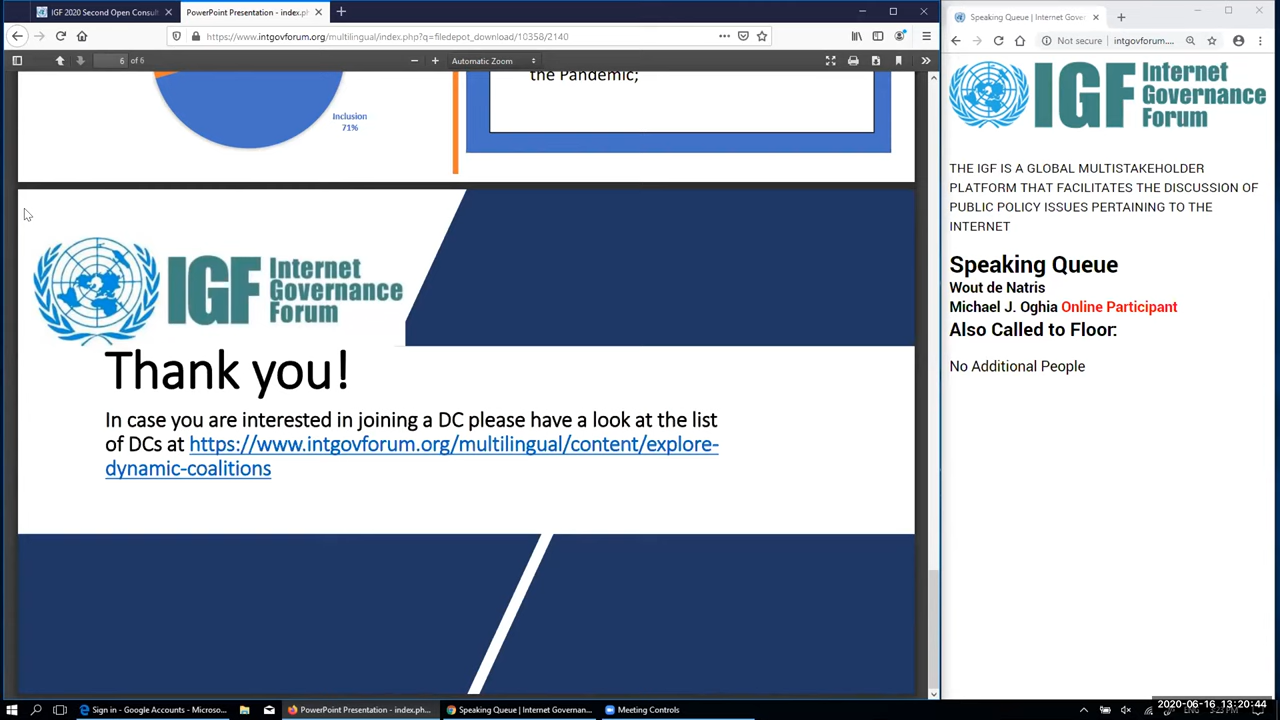 IGF 2020 Second Open Consult
PowerPoint Presentation - index.ph
https://www.intgovforum.org/multilingual/index.php?q=filedepot_download/10358/2140
6 of 6
Automatic Zoom
the Pandemic;
Inclusion
71%
IGF Internet
Governance
Forum
Thank you!
In case you are interested in joining a DC please have a look at the list
of DCs at https://www.intgovforum.org/multilingual/content/explore-
dynamic-coalitions
Speaking Queue | Internet Gover
Not secure | intgovforum....
IGF Internet
Governance
Forum
THE IGF IS A GLOBAL MULTISTAKEHOLDER
PLATFORM THAT FACILITATES THE DISCUSSION OF
PUBLIC POLICY ISSUES PERTAINING TO THE
INTERNET
Speaking Queue
Wout de Natris
Michael J. Oghia Online Participant
Also Called to Floor:
No Additional People
Sign in - Google Accounts - Microso...
PowerPoint Presentation - index.ph...
Speaking Queue | Internet Governan...
Meeting Controls
2020-06-16 13:20:44